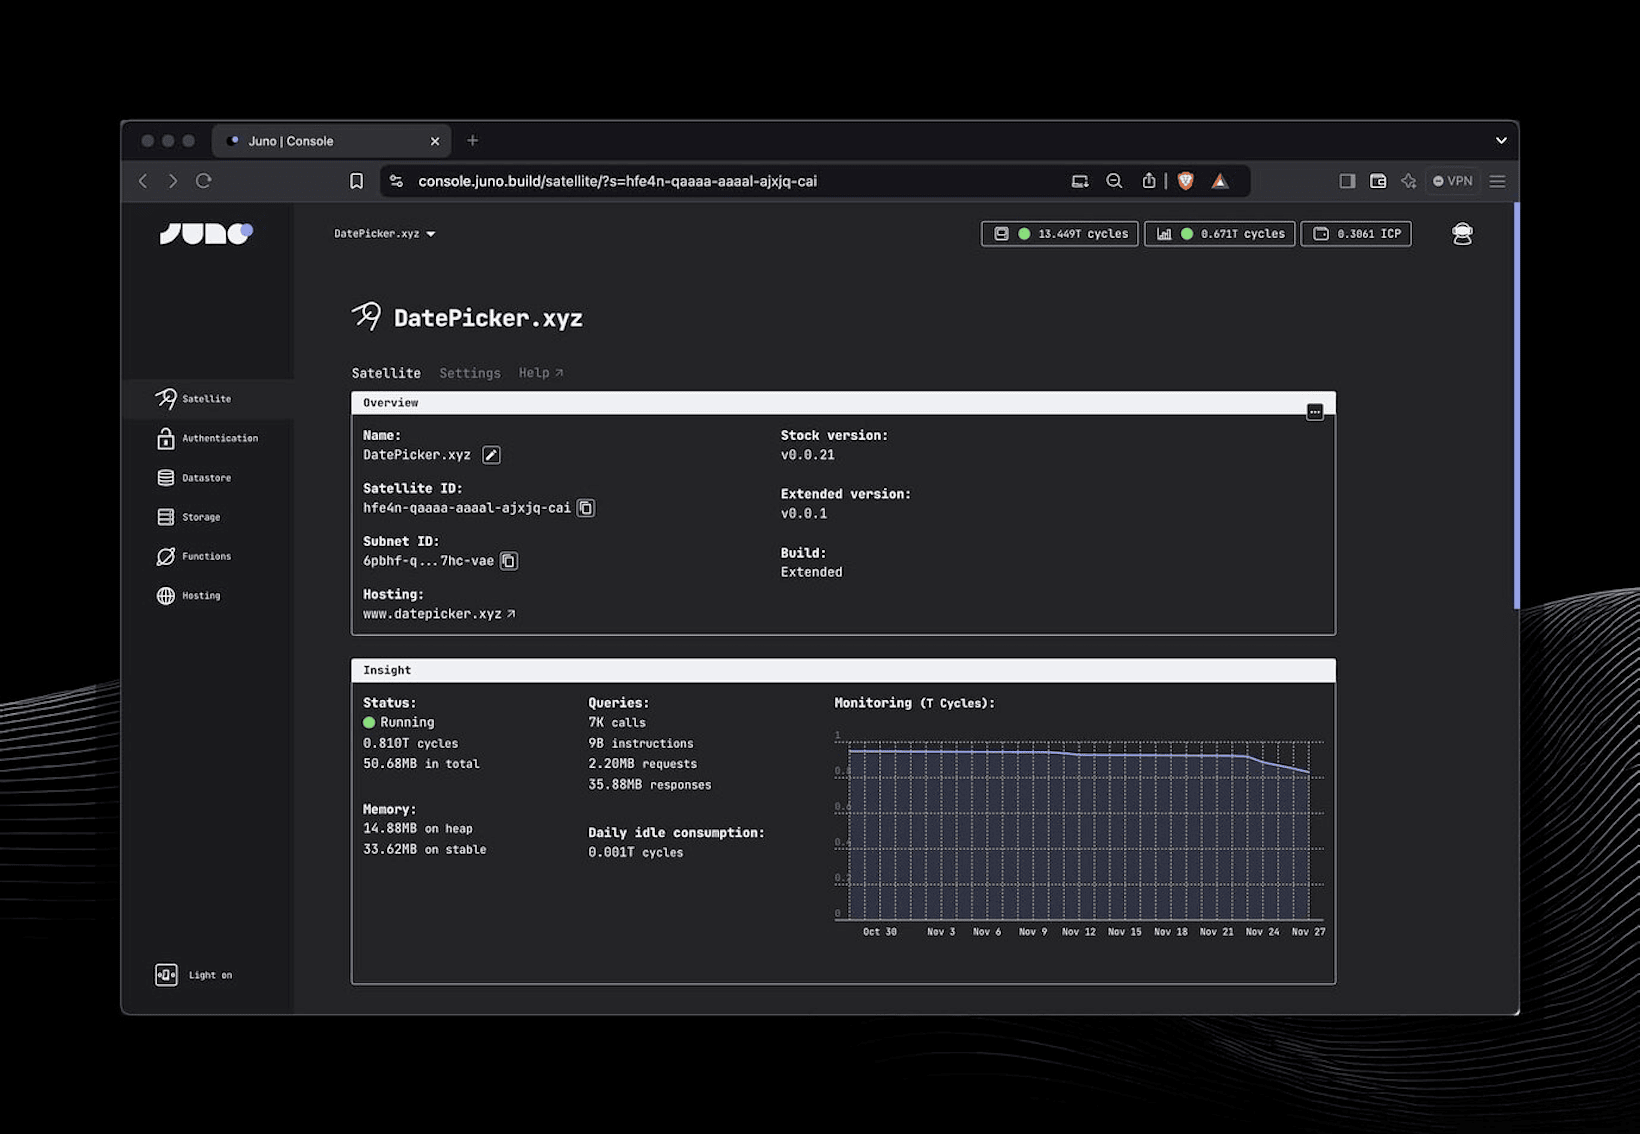 Juno | Console
console.juno.build/satellite/?s=hfe4n-qaaaa-aaaal-ajxjq-cai
VPN
JUNO
DatePicker.xyz
13.449T cycles
0.671T cycles
0.3061 ICP
DatePicker.xyz
Satellite Settings Help
Satellite
Authentication
Datastore
Storage
Functions
Hosting
Light on
Overview
Name:
DatePicker.xyz
Satellite ID:
hfe4n-qaaaa-aaaal-ajxjq-cai
Subnet ID:
6pbhf-q...7hc-vae
Hosting:
www.datepicker.xyz
Stock version:
v0.0.21
Extended version:
v0.0.1
Build:
Extended
Insight
Status:
Running
0.810T cycles
50.68MB in total
Memory:
14.88MB on heap
33.62MB on stable
Queries:
7K calls
9B instructions
2.20MB requests
35.88MB responses
Daily idle consumption:
0.001T cycles
Monitoring (T Cycles):
1
0.8
0.6
0.4
0.2
0
Oct 30 Nov 3 Nov 6 Nov 9 Nov 12 Nov 15 Nov 18 Nov 21 Nov 24 Nov 27